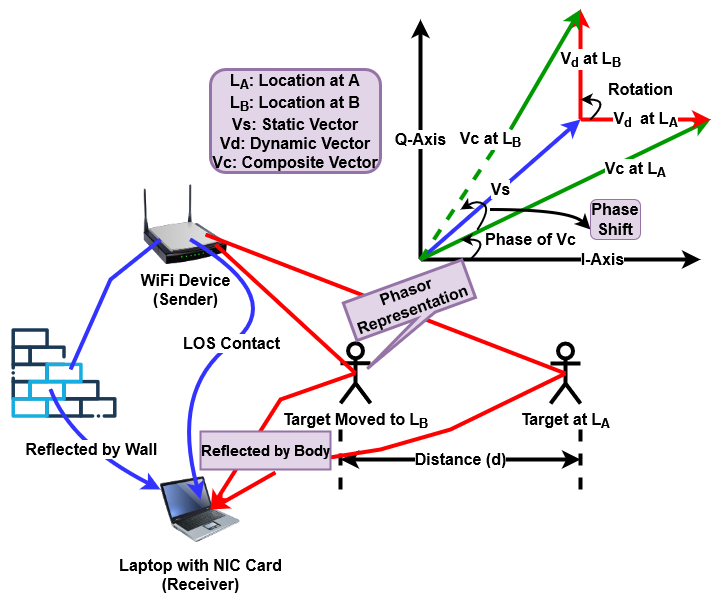 LA: Location at A
LB: Location at B
Vs: Static Vector
Vd: Dynamic Vector
Vc: Composite Vector
Q-Axis
Vd at LB
Rotation
Vd at LA
Vc at LB
Vc at LA
Vs
Phase
Shift
Phase of Vc
I-Axis
WiFi Device
(Sender)
Phasor
Representation
LOS Contact
Target Moved to LB
Target at LA
Reflected by Wall
Reflected by Body
Distance (d)
Laptop with NIC Card
(Receiver)